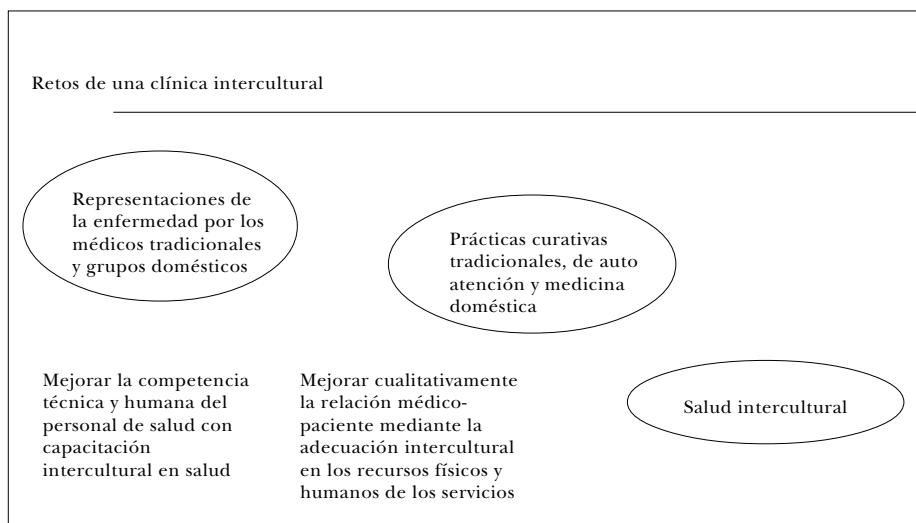 Retos de una clínica intercultural
Representaciones de
la enfermedad por los
médicos tradicionales
y grupos domésticos
Prácticas curativas
tradicionales, de auto
atención y medicina
doméstica
Mejorar la competencia
técnica y humana del
personal de salud con
capacitación
intercultural en salud
Mejorar cualitativamente
la relación médico-
paciente mediante la
adecuación intercultural
en los recursos físicos y
humanos de los servicios
Salud intercultural